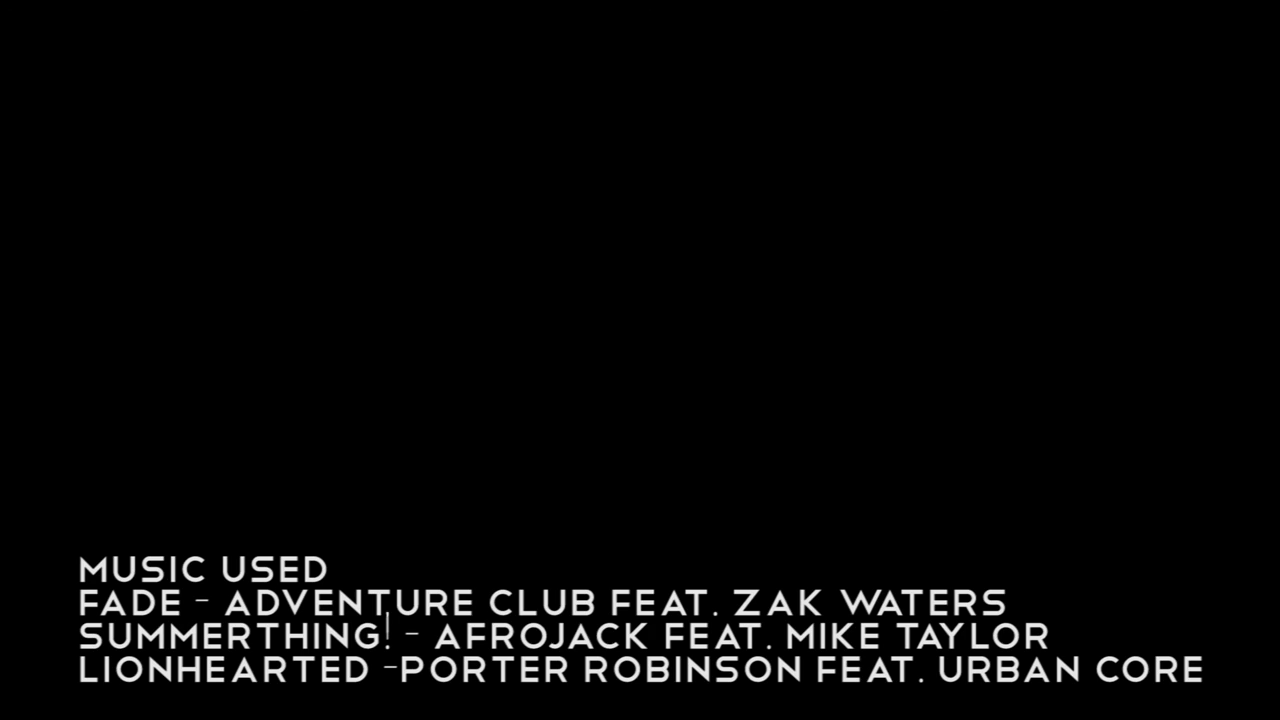 MUSIC USED
FADE - ADVENTURE CLUB FEAT. ZAK WATERS
SUMMERTHING! - AFROJACK FEAT. MIKE TAYLOR
LIONHEARTED -PORTER ROBINSON FEAT. URBAN CORE